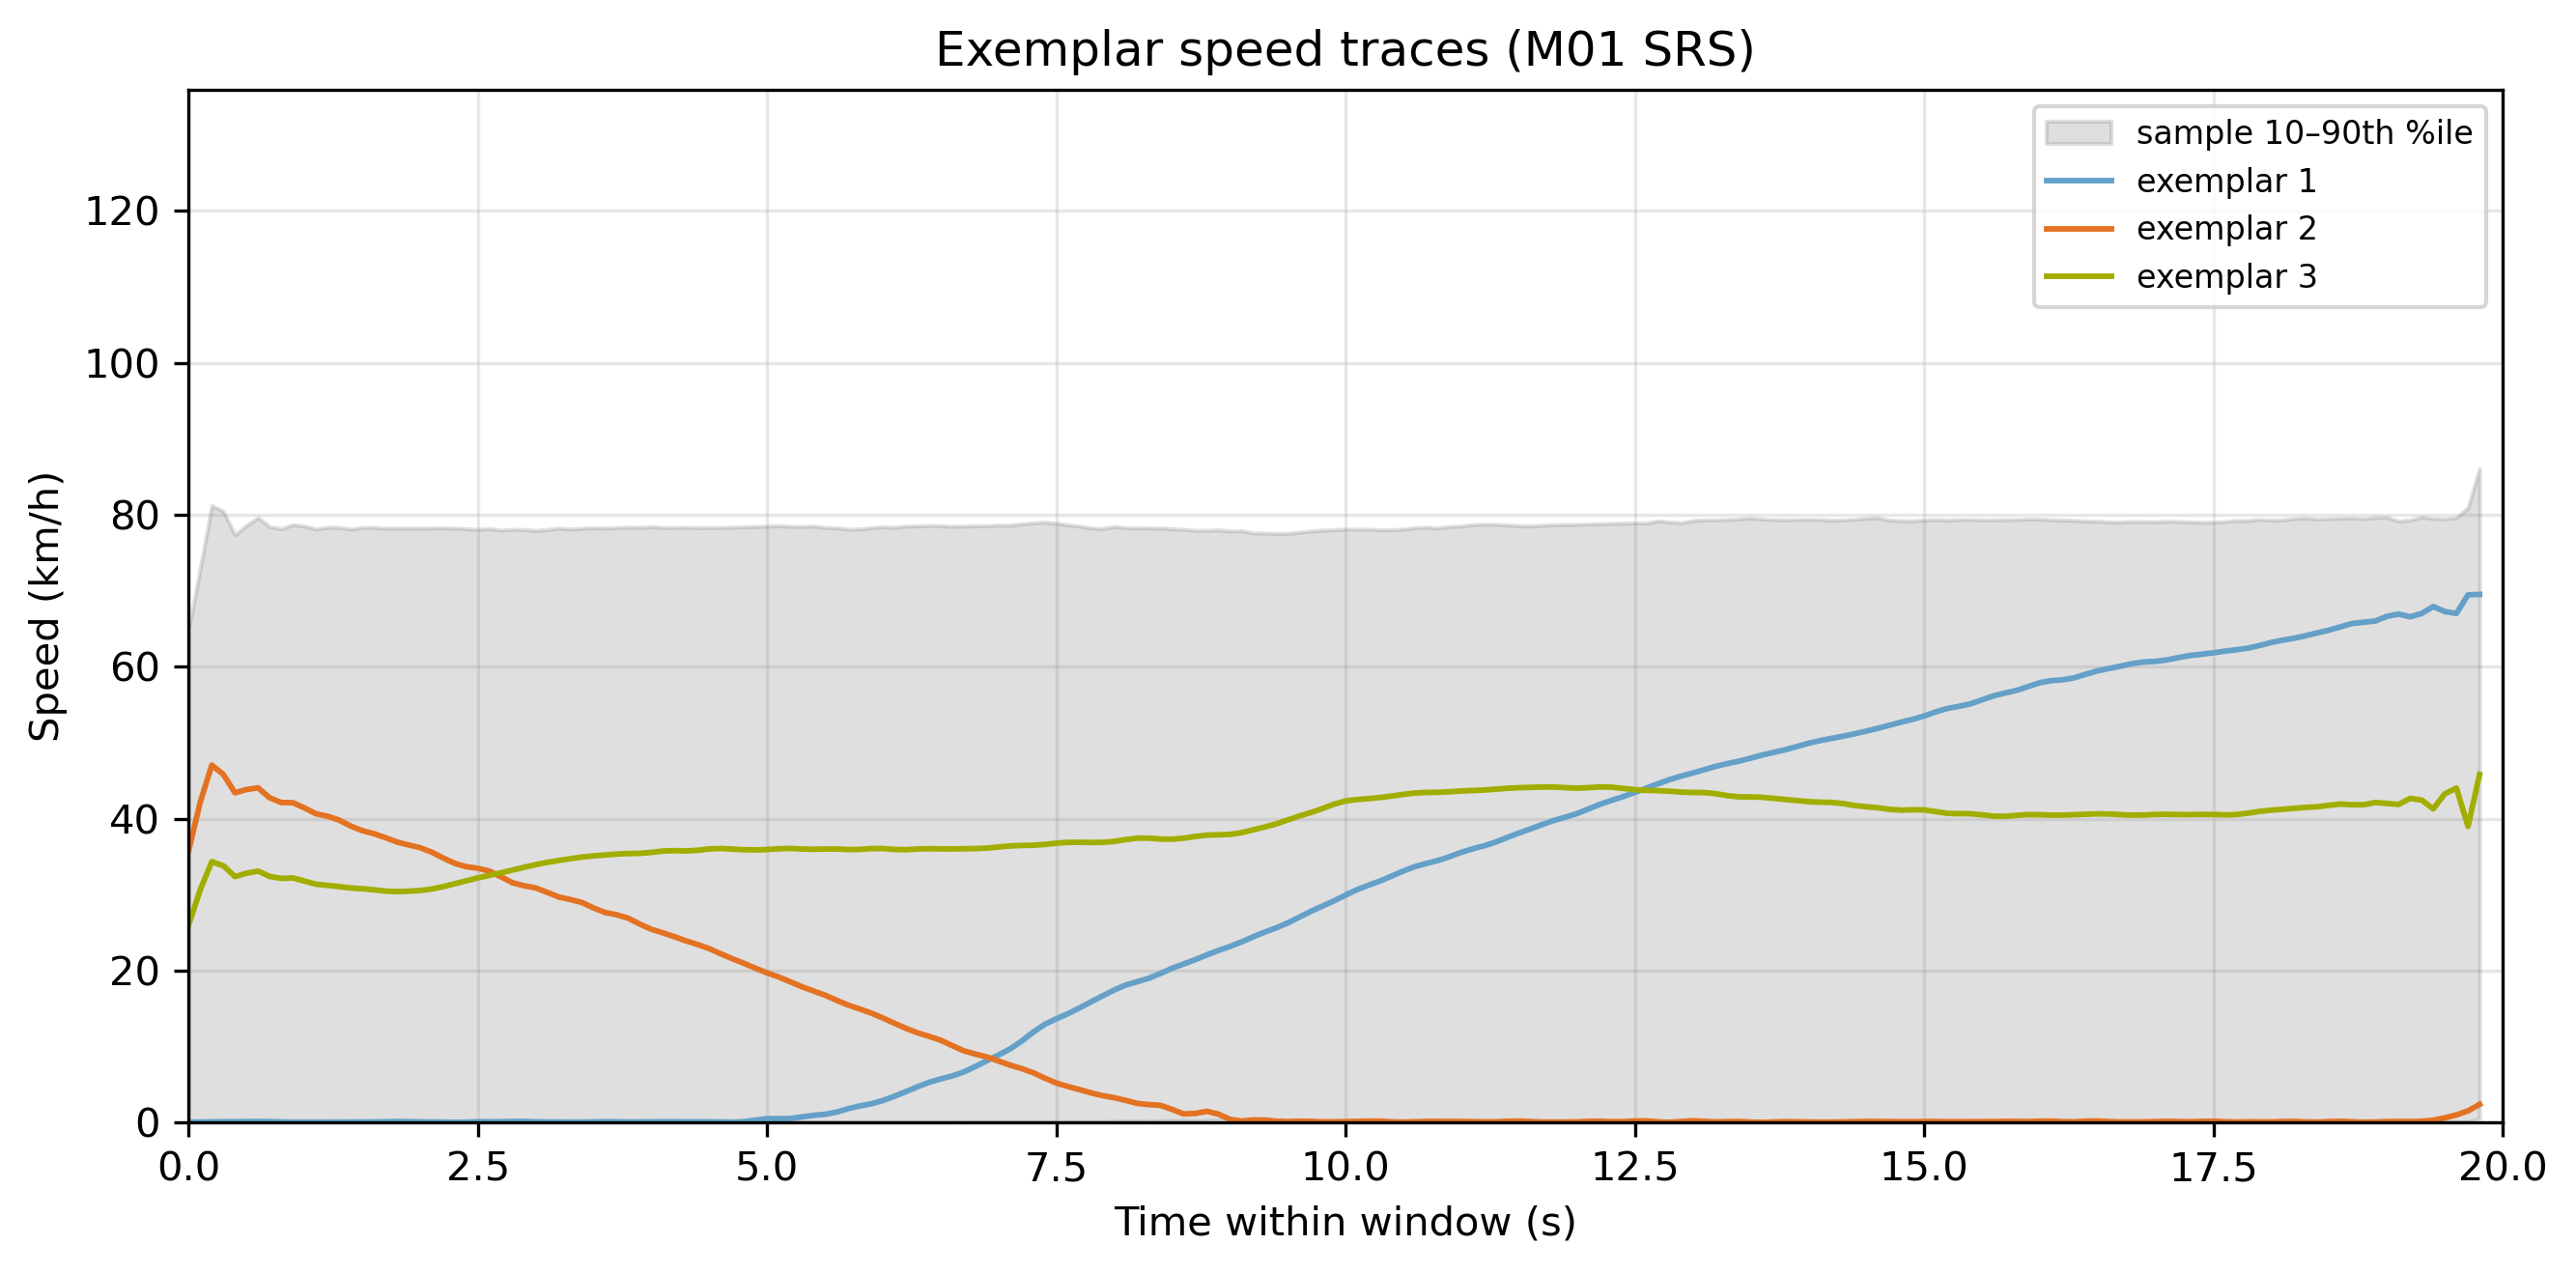 Exemplar speed traces (M01 SRS)
sample 10–90th %ile
exemplar 1
exemplar 2
exemplar 3
Speed (km/h)
120
100
80
60
40
20
0
0.0 2.5 5.0 7.5 10.0 12.5 15.0 17.5 20.0
Time within window (s)